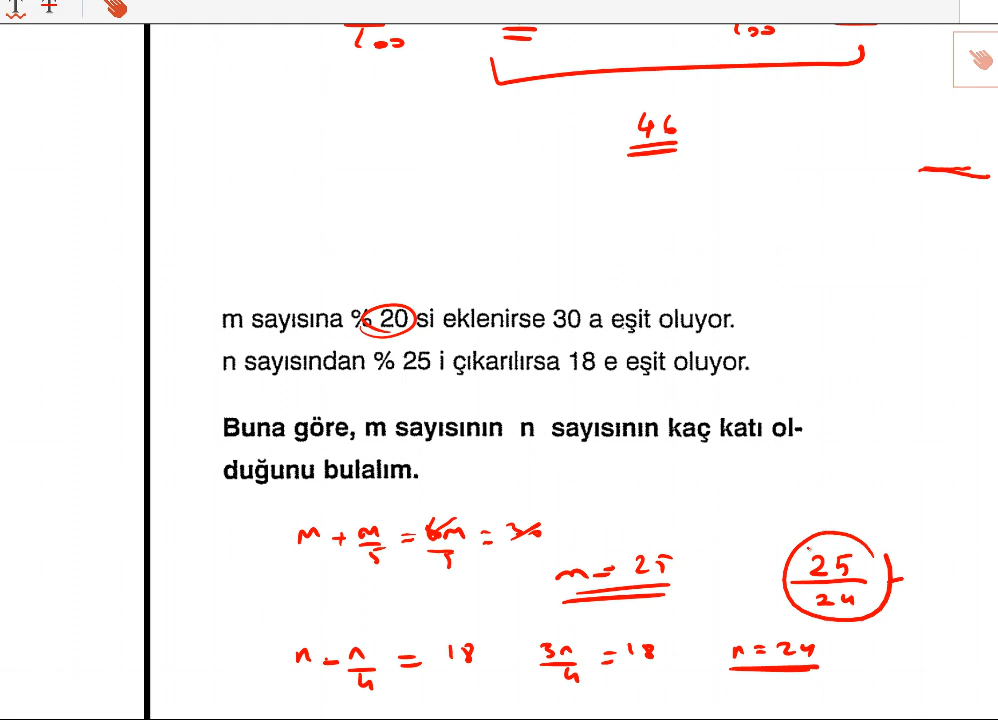 46
m sayısına % 20 si eklenirse 30 a eşit oluyor.
n sayısından % 25 i çıkarılırsa 18 e eşit oluyor.
Buna göre, m sayısının n sayısının kaç katı ol-
duğunu bulalım.
m + m/5 = 6m/5 = 30
m = 25
25/24
n - n/4 = 18 3n/4 = 18 n = 24